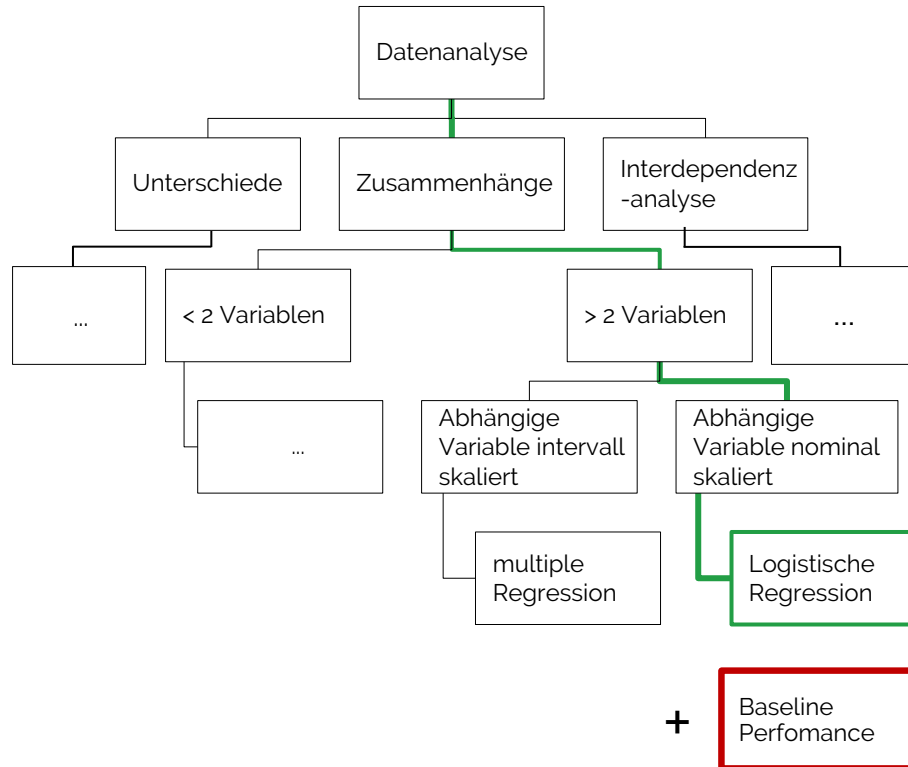 Datenanalyse
Unterschiede
Zusammenhänge
Interdependenz
-analyse
...
< 2 Variablen
> 2 Variablen
...
...
Abhängige
Variable intervall
skaliert
Abhängige
Variable nominal
skaliert
multiple
Regression
Logistische
Regression
+
Baseline
Perfomance